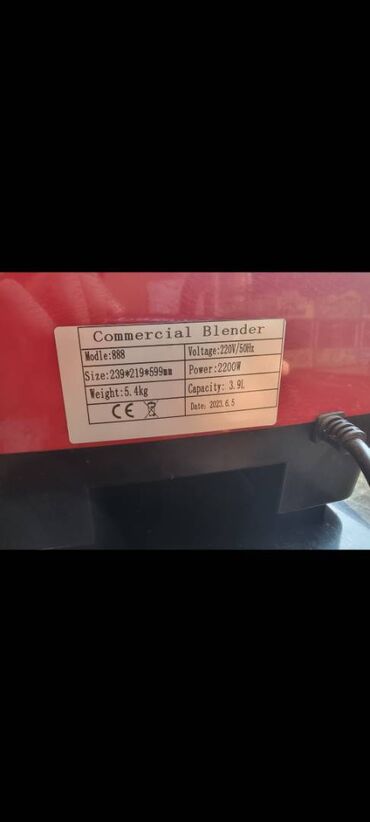 Commercial Blender
Modle:888 Voltage:220V/50Hz
Size:239*219*599mm Power:2200W
Weight:5.4kg Capacity: 3.9L
CE Date: 2023.6.5